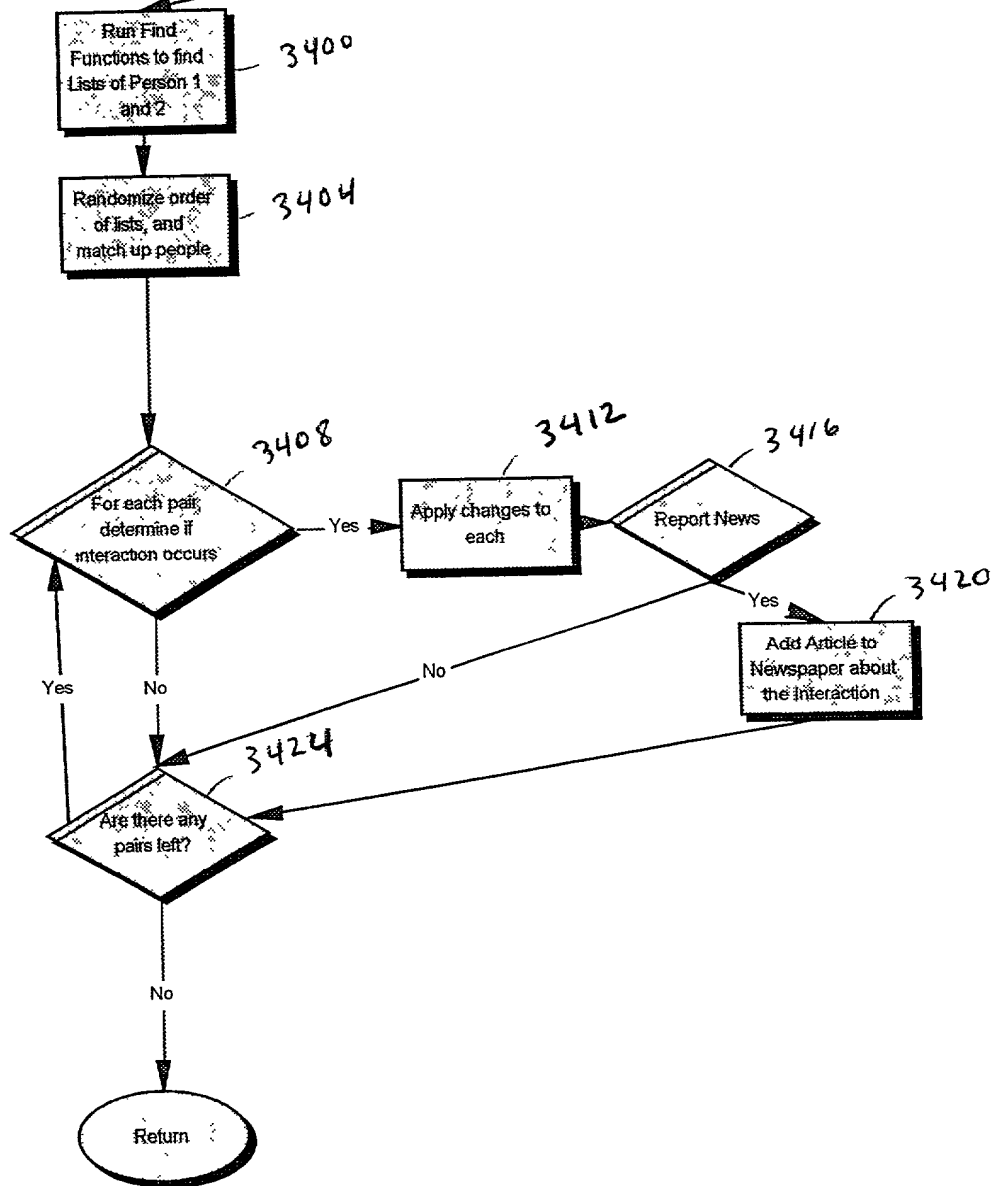 Run Find
Functions to find
Lists of Person 1
and 2
3400
Randomize order
of lists, and
match up people
3404
3408
For each pair,
determine if
interaction occurs
Yes
3412
Apply changes to
each
3416
Report News
Yes
3420
Add Article to
Newspaper about
the Interaction
No
Yes
No
3424
Are there any
pairs left?
No
Return